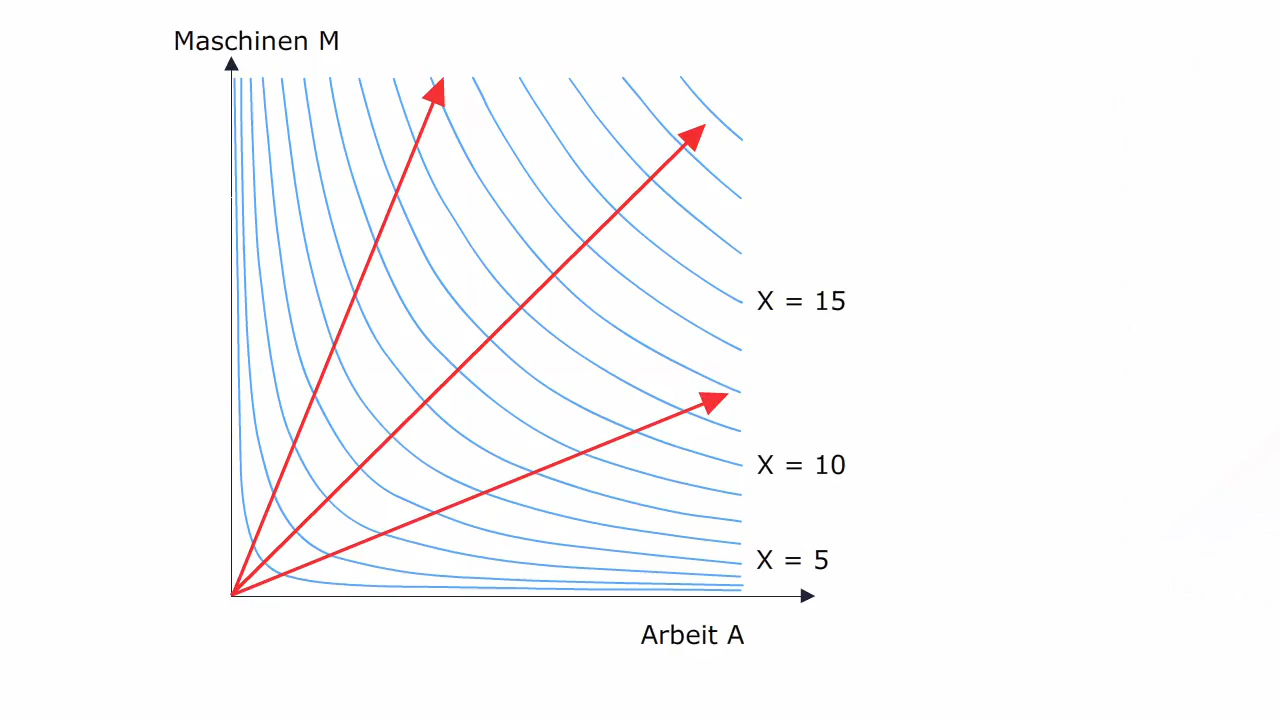 Maschinen M
X = 15
X = 10
X = 5
Arbeit A